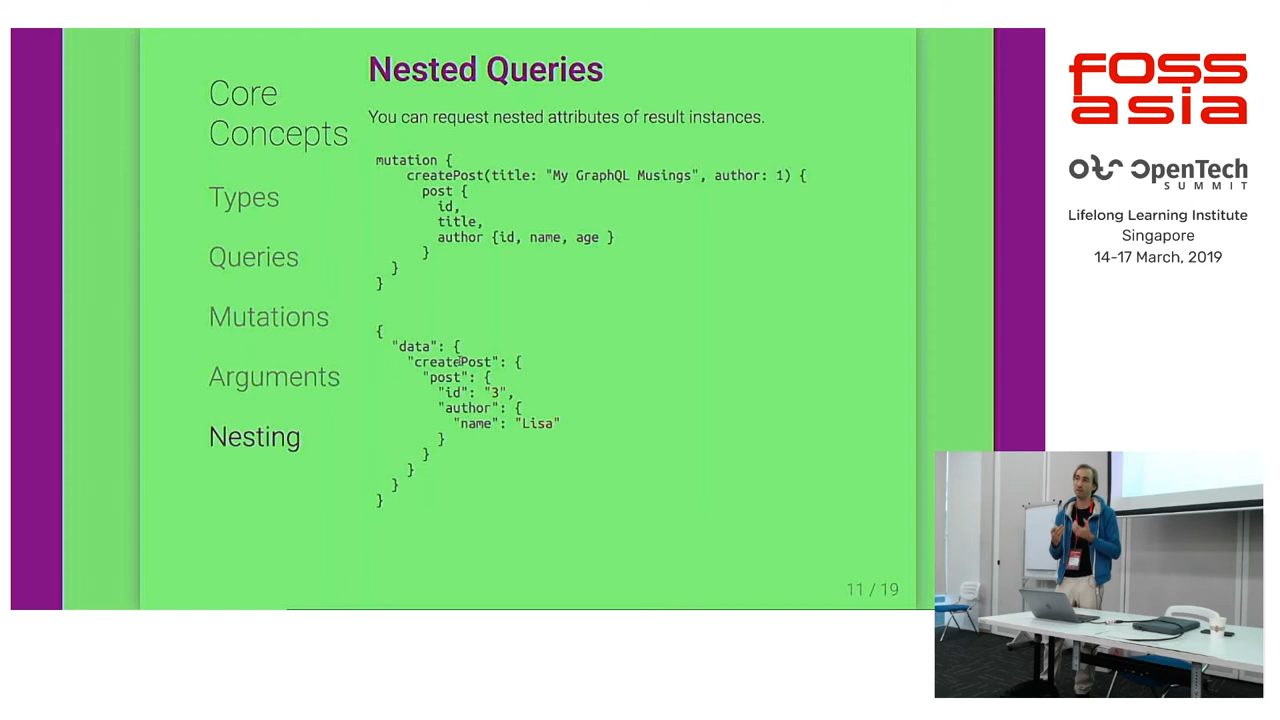 Core
Concepts
Types
Queries
Mutations
Arguments
Nesting
Nested Queries
You can request nested attributes of result instances.
mutation {
createPost(title: "My GraphQL Musings", author: 1) {
post {
id,
title,
author {id, name, age }
}
}
}
{
"data": {
"createPost": {
"post": {
"id": "3",
"author": {
"name": "Lisa"
}
}
}
}
}
11 / 19
foss
asia
OpenTech
SUMMIT
Lifelong Learning Institute
Singapore
14-17 March, 2019